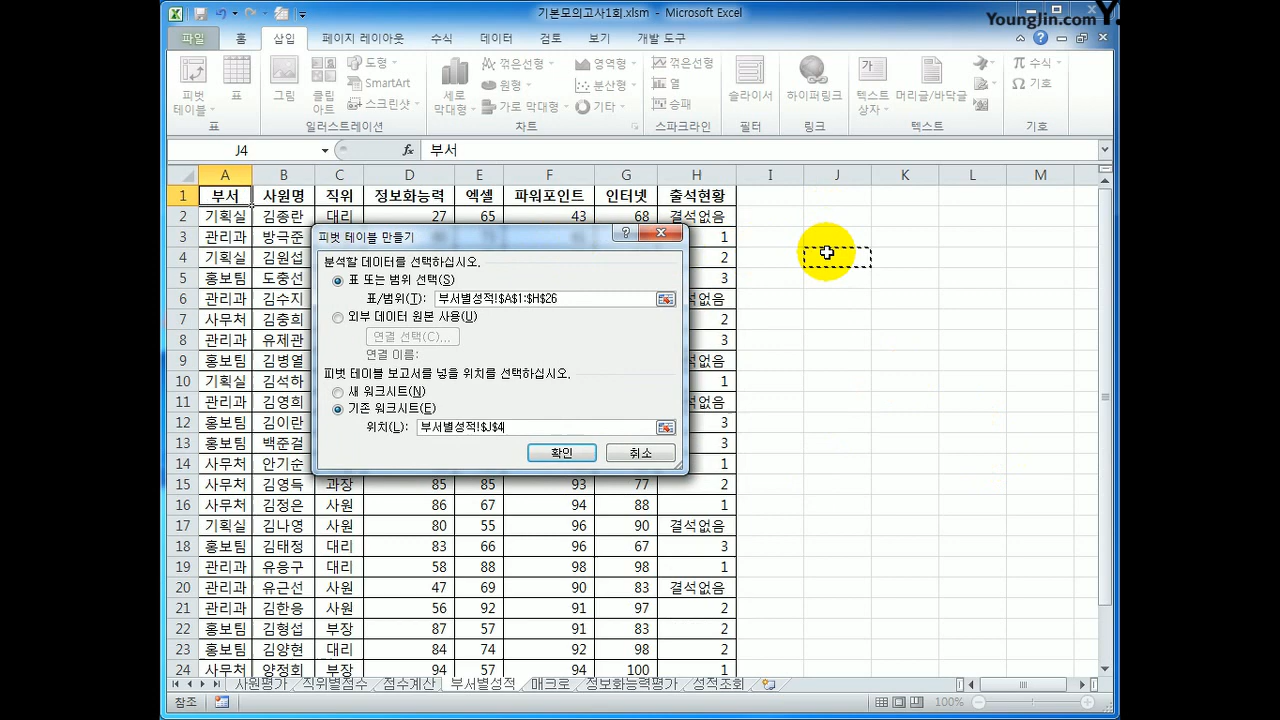 기본모의고사1회.xlsm - Microsoft Excel
YoungJin.com Y.
파일 홈 삽입 페이지 레이아웃 수식 데이터 검토 보기 개발 도구
피벗 테이블 표 그림 클립 아트 도형 SmartArt 스크린샷 세로 막대형 꺾은선형 원형 가로 막대형 영역형 분산형 기타 꺾은선형 열 승패 슬라이서 하이퍼링크 텍스트 상자 머리글/바닥글 수식 기호
표 일러스트레이션 차트 스파크라인 필터 링크 텍스트 기호
J4 fx 부서
A B C D E F G H I J K L M
1 부서 사원명 직위 정보화능력 엑셀 파워포인트 인터넷 출석현황
2 기획실 김종란 대리 27 65 43 68 결석없음
3 관리과 방극준 1
4 기획실 김원섭 2
5 홍보팀 도충선 3
6 관리과 김수지 석없음
7 사무처 김충희 2
8 관리과 유제관 3
9 홍보팀 김병열 석없음
10 기획실 김석하 1
11 관리과 김영희 석없음
12 홍보팀 김이란 3
13 홍보팀 백준걸 3
14 사무처 안기순 1
15 사무처 김영득 과장 85 85 93 77 2
16 사무처 김정은 사원 86 67 94 88 1
17 기획실 김나영 사원 80 55 96 90 결석없음
18 홍보팀 김태정 대리 83 66 96 67 3
19 관리과 유응구 대리 58 88 98 98 1
20 관리과 유근선 사원 47 69 90 83 결석없음
21 관리과 김한응 사원 56 92 91 97 2
22 홍보팀 김형섭 부장 87 57 91 83 2
23 홍보팀 김양현 대리 84 74 92 98 2
24 사무처 양정회 부장 94 57 94 100 1
피벗 테이블 만들기
분석할 데이터를 선택하십시오.
표 또는 범위 선택(S)
표/범위(T): 부서별성적!$A$1:$H$26
외부 데이터 원본 사용(U)
연결 선택(C)...
연결 이름:
피벗 테이블 보고서를 넣을 위치를 선택하십시오.
새 워크시트(N)
기존 워크시트(E)
위치(L): 부서별성적!$J$4
확인 취소
사원평가 직위별점수 점수계산 부서별성적 매크로 정보화능력평가 성적조회
참조 100%